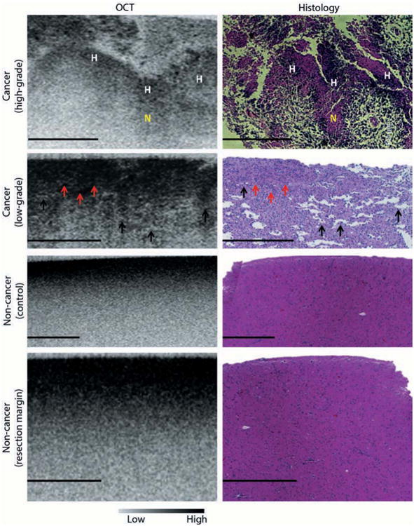 OCT
Histology
Cancer
(high-grade)
H
H
H
N
H
H
H
N
Cancer
(low-grade)
Non-cancer
(control)
Non-cancer
(resection margin)
Low
High